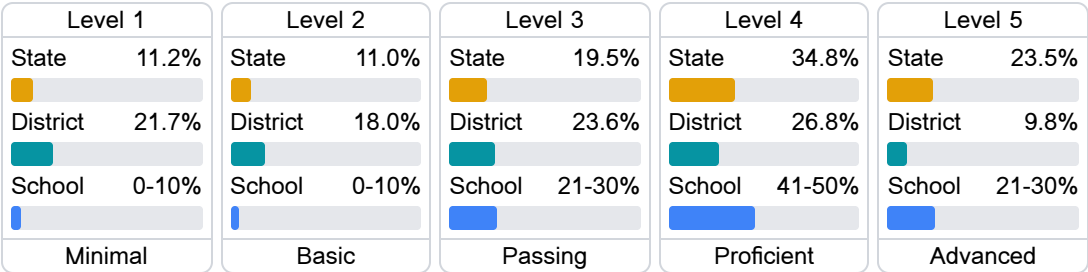 Level 1
State 11.2%
District 21.7%
School 0-10%
Minimal
Level 2
State 11.0%
District 18.0%
School 0-10%
Basic
Level 3
State 19.5%
District 23.6%
School 21-30%
Passing
Level 4
State 34.8%
District 26.8%
School 41-50%
Proficient
Level 5
State 23.5%
District 9.8%
School 21-30%
Advanced